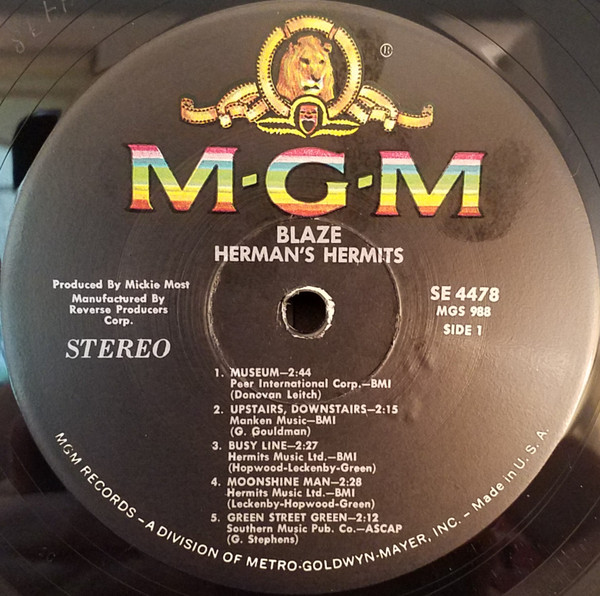 ®
M·G·M
BLAZE
HERMAN'S HERMITS
Produced By Mickie Most
Manufactured By
Reverse Producers
Corp.
STEREO
SE 4478
MGS 988
SIDE 1
1. MUSEUM—2:44
Peer International Corp.—BMI
(Donovan Leitch)
2. UPSTAIRS, DOWNSTAIRS—2:15
Manken Music—BMI
(G. Gouldman)
3. BUSY LINE—2:27
Hermits Music Ltd.—BMI
(Hopwood-Leckenby-Green)
4. MOONSHINE MAN—2:28
Hermits Music Ltd.—BMI
(Leckenby-Hopwood-Green)
5. GREEN STREET GREEN—2:12
Southern Music Pub. Co.—ASCAP
(G. Stephens)
MGM RECORDS – A DIVISION OF METRO-GOLDWYN-MAYER, INC. – Made in U. S. A.